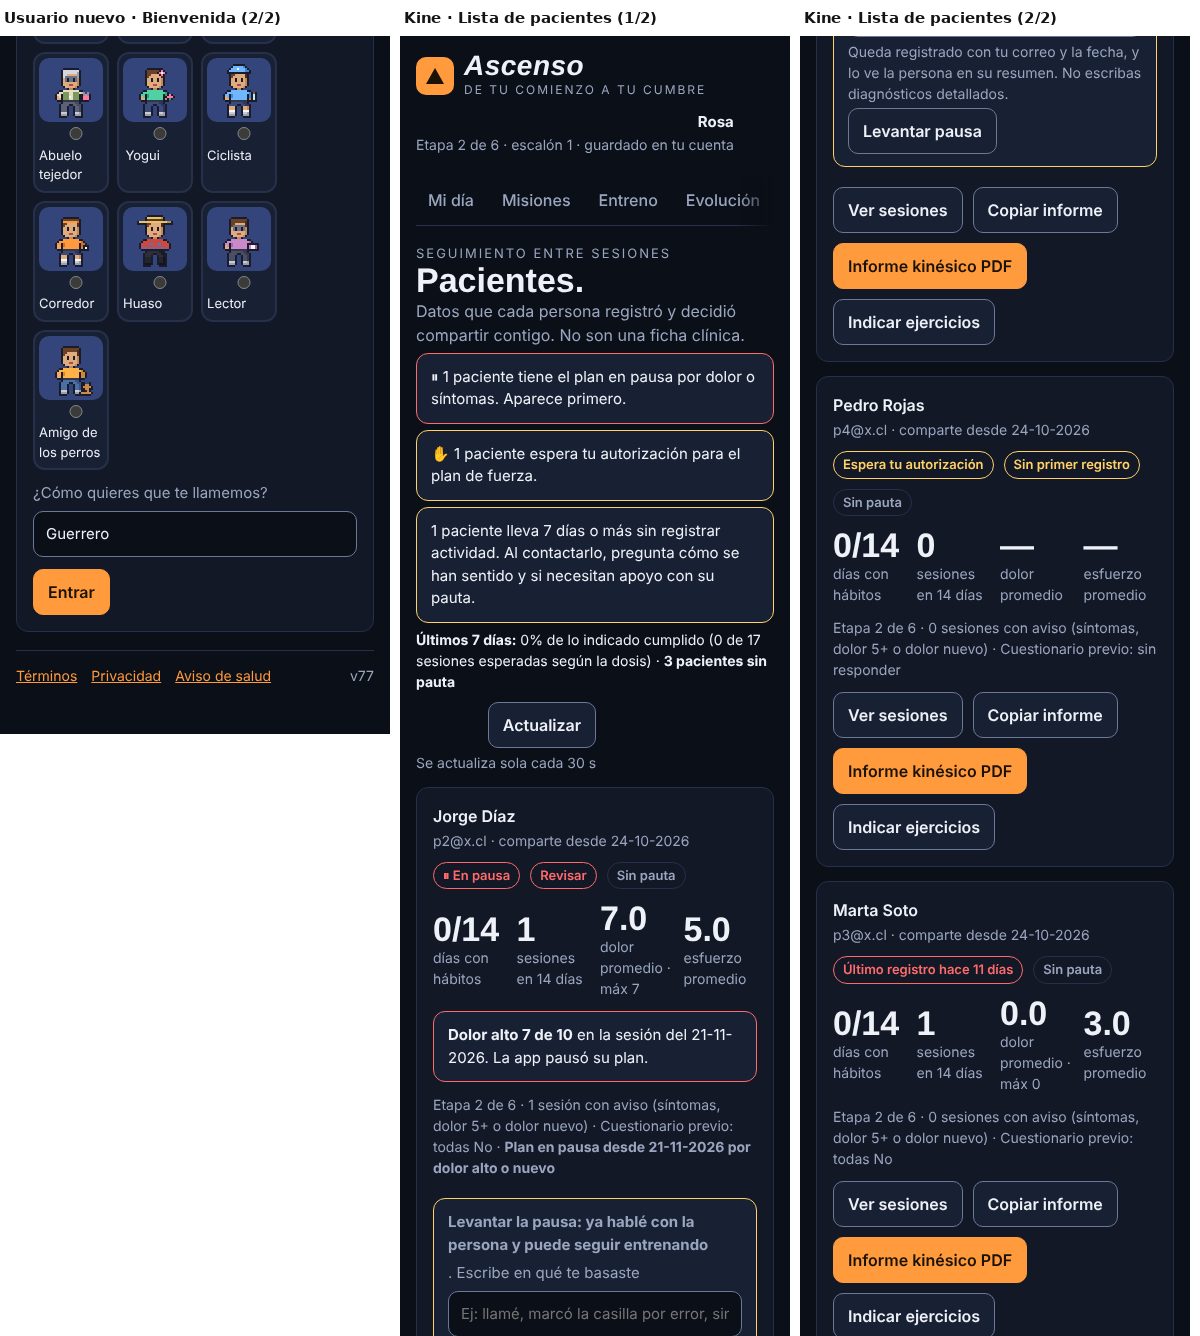 Usuario nuevo · Bienvenida (2/2)
Abuelo
tejedor
Yogui
Ciclista
Corredor
Huaso
Lector
Amigo de
los perros
¿Cómo quieres que te llamemos?
Guerrero
Entrar
Términos
Privacidad
Aviso de salud
v77
Kine · Lista de pacientes (1/2)
Ascenso
DE TU COMIENZO A TU CUMBRE
Rosa
Etapa 2 de 6 · escalón 1 · guardado en tu cuenta
Mi día
Misiones
Entreno
Evolución
SEGUIMIENTO ENTRE SESIONES
Pacientes.
Datos que cada persona registró y decidió
compartir contigo. No son una ficha clínica.
⏸ 1 paciente tiene el plan en pausa por dolor o
síntomas. Aparece primero.
✋ 1 paciente espera tu autorización para el
plan de fuerza.
1 paciente lleva 7 días o más sin registrar
actividad. Al contactarlo, pregunta cómo se
han sentido y si necesitan apoyo con su
pauta.
Últimos 7 días: 0% de lo indicado cumplido (0 de 17
sesiones esperadas según la dosis) · 3 pacientes sin
pauta
Actualizar
Se actualiza sola cada 30 s
Jorge Díaz
p2@x.cl · comparte desde 24-10-2026
⏸ En pausa
Revisar
Sin pauta
0/14
días con
hábitos
1
sesiones
en 14 días
7.0
dolor
promedio ·
máx 7
5.0
esfuerzo
promedio
Dolor alto 7 de 10 en la sesión del 21-11-
2026. La app pausó su plan.
Etapa 2 de 6 · 1 sesión con aviso (síntomas,
dolor 5+ o dolor nuevo) · Cuestionario previo:
todas No · Plan en pausa desde 21-11-2026 por
dolor alto o nuevo
Levantar la pausa: ya hablé con la
persona y puede seguir entrenando
. Escribe en qué te basaste
Ej: llamé, marcó la casilla por error, sir
Kine · Lista de pacientes (2/2)
Queda registrado con tu correo y la fecha, y
lo ve la persona en su resumen. No escribas
diagnósticos detallados.
Levantar pausa
Ver sesiones
Copiar informe
Informe kinésico PDF
Indicar ejercicios
Pedro Rojas
p4@x.cl · comparte desde 24-10-2026
Espera tu autorización
Sin primer registro
Sin pauta
0/14
días con
hábitos
0
sesiones
en 14 días
—
dolor
promedio
—
esfuerzo
promedio
Etapa 2 de 6 · 0 sesiones con aviso (síntomas,
dolor 5+ o dolor nuevo) · Cuestionario previo: sin
responder
Ver sesiones
Copiar informe
Informe kinésico PDF
Indicar ejercicios
Marta Soto
p3@x.cl · comparte desde 24-10-2026
Último registro hace 11 días
Sin pauta
0/14
días con
hábitos
1
sesiones
en 14 días
0.0
dolor
promedio ·
máx 0
3.0
esfuerzo
promedio
Etapa 2 de 6 · 0 sesiones con aviso (síntomas,
dolor 5+ o dolor nuevo) · Cuestionario previo:
todas No
Ver sesiones
Copiar informe
Informe kinésico PDF
Indicar ejercicios